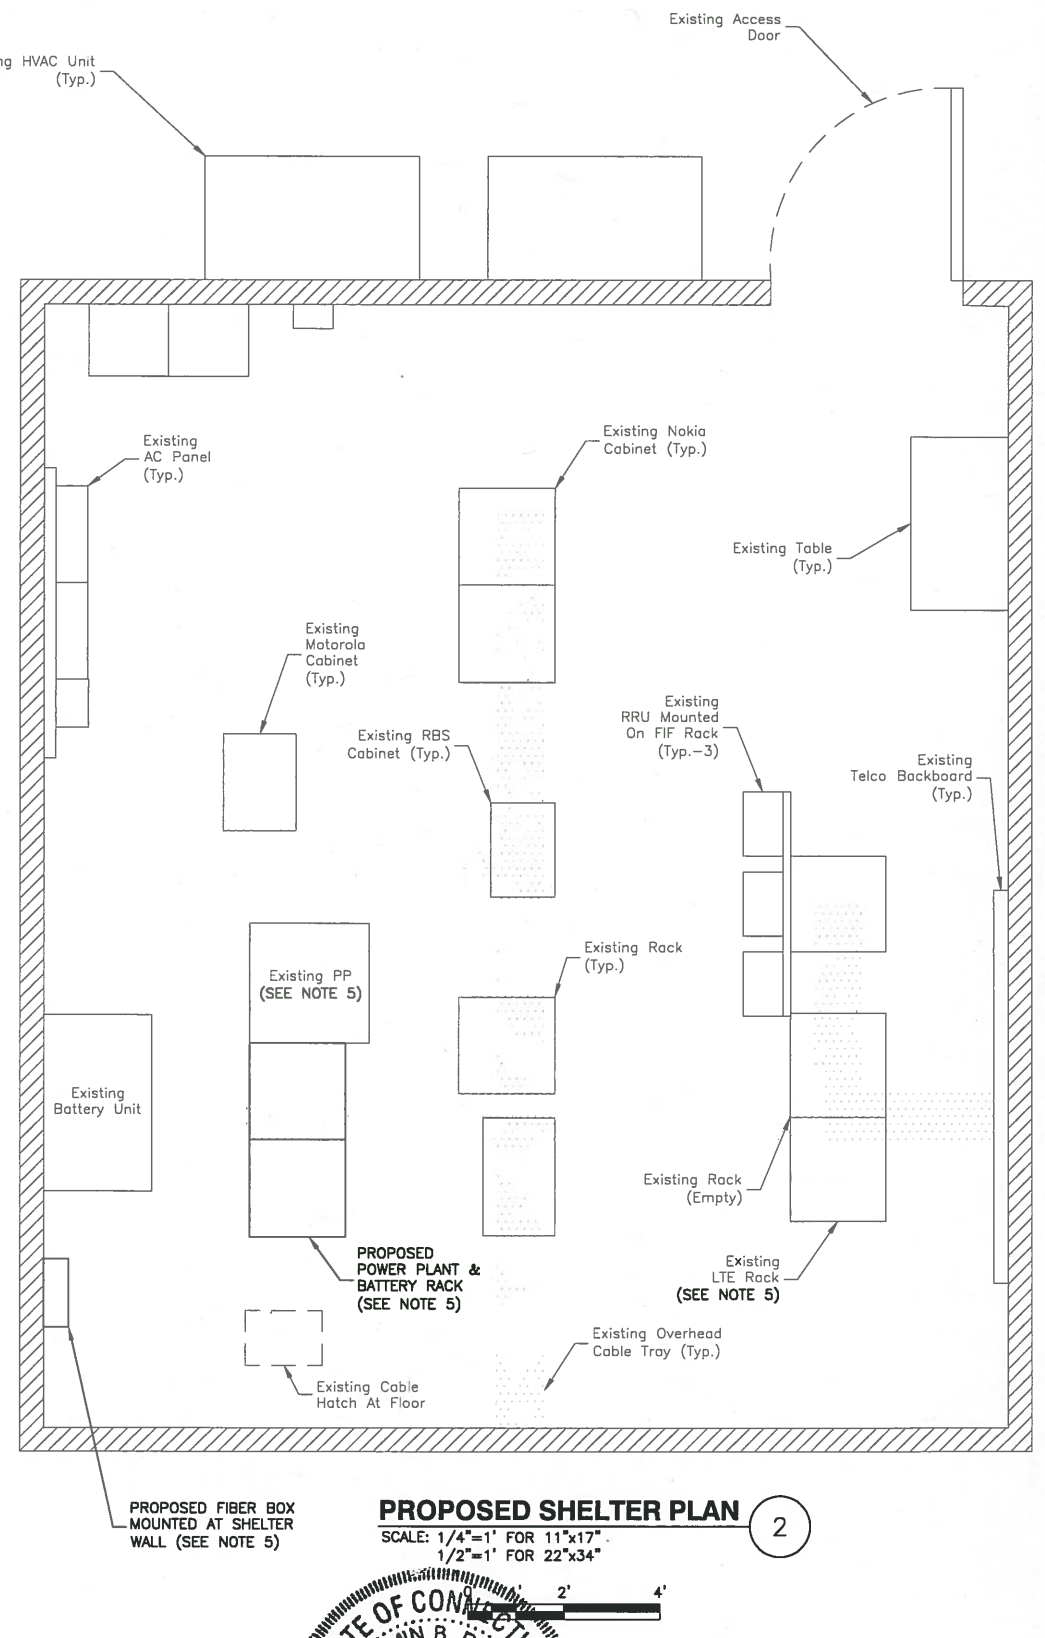 Existing Access
Door
HVAC Unit
(Typ.)
Existing Nokia
Cabinet (Typ.)
Existing
AC Panel
(Typ.)
Existing Table
(Typ.)
Existing
Motorola
Cabinet
(Typ.)
Existing RBS
Cabinet (Typ.)
Existing
RRU Mounted
On FIF Rack
(Typ.-3)
Existing
Telco Backboard
(Typ.)
Existing Rack
(Typ.)
Existing PP
(SEE NOTE 5)
Existing
Battery Unit
Existing Rack
(Empty)
PROPOSED
POWER PLANT &
BATTERY RACK
(SEE NOTE 5)
Existing
LTE Rack
(SEE NOTE 5)
Existing Overhead
Cable Tray (Typ.)
Existing Cable
Hatch At Floor
PROPOSED FIBER BOX
MOUNTED AT SHELTER
WALL (SEE NOTE 5)
PROPOSED SHELTER PLAN
2
SCALE: 1/4"=1' FOR 11"x17"
1/2"=1' FOR 22"x34"
0' 1' 2' 4'
OF